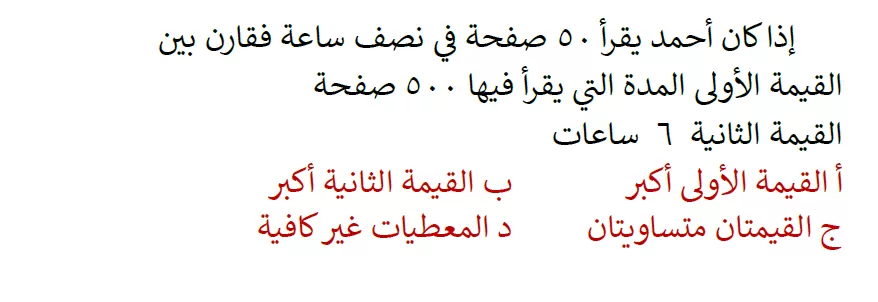 إذا كان أحمد يقرأ ٥٠ صفحة في نصف ساعة فقارن بين
القيمة الأولى المدة التي يقرأ فيها ٥٠٠ صفحة
القيمة الثانية ٦ ساعات
أ القيمة الأولى أكبر ب القيمة الثانية أكبر
ج القيمتان متساويتان د المعطيات غير كافية